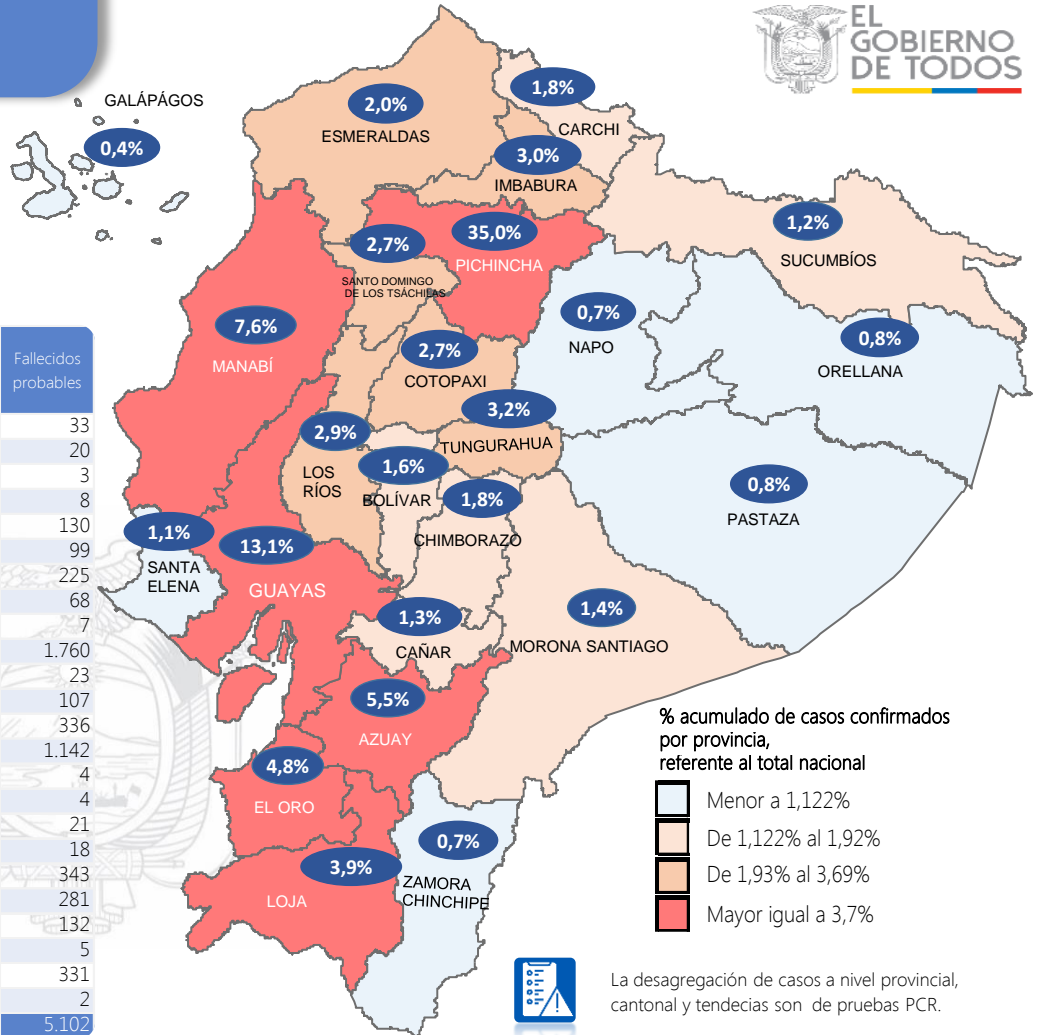 EL
GOBIERNO
DE TODOS
GALÁPÁGOS
0,4%
2,0%
ESMERALDAS
1,8%
CARCHI
3,0%
IMBABURA
1,2%
SUCUMBÍOS
2,7%
SANTO DOMINGO
DE LOS TSÁCHILAS
35,0%
PICHINCHA
7,6%
MANABÍ
0,7%
NAPO
0,8%
ORELLANA
2,7%
COTOPAXI
3,2%
TUNGURAHUA
2,9%
LOS
RÍOS
1,6%
BOLÍVAR
1,8%
CHIMBORAZO
0,8%
PASTAZA
1,1%
SANTA
ELENA
13,1%
GUAYAS
1,3%
CAÑAR
1,4%
MORONA SANTIAGO
5,5%
AZUAY
4,8%
EL ORO
3,9%
LOJA
0,7%
ZAMORA
CHINCHIPE
Fallecidos
probables
33
20
3
8
130
99
225
68
7
1.760
23
107
336
1.142
4
4
21
18
343
281
132
5
331
2
5.102
% acumulado de casos confirmados
por provincia,
referente al total nacional
Menor a 1,122%
De 1,122% al 1,92%
De 1,93% al 3,69%
Mayor igual a 3,7%
La desagregación de casos a nivel provincial,
cantonal y tendecias son de pruebas PCR.